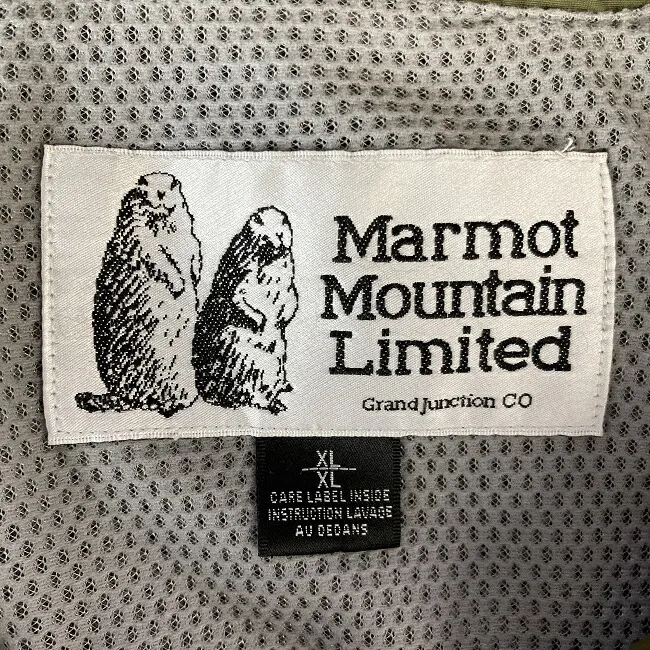 Marmot
Mountain
Limited
Grand Junction CO
XL
XL
CARE LABEL INSIDE
INSTRUCTION LAVAGE
AU DEDANS